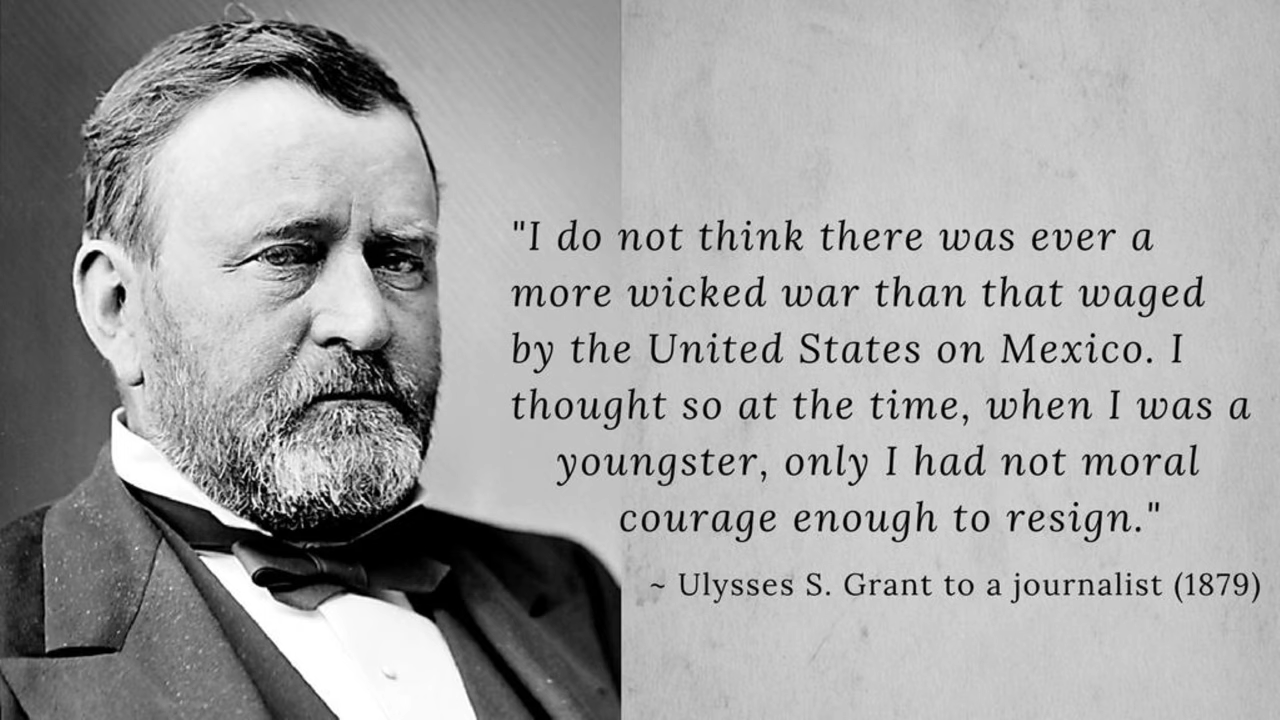 "I do not think there was ever a
more wicked war than that waged
by the United States on Mexico. I
thought so at the time, when I was a
youngster, only I had not moral
courage enough to resign."
~ Ulysses S. Grant to a journalist (1879)